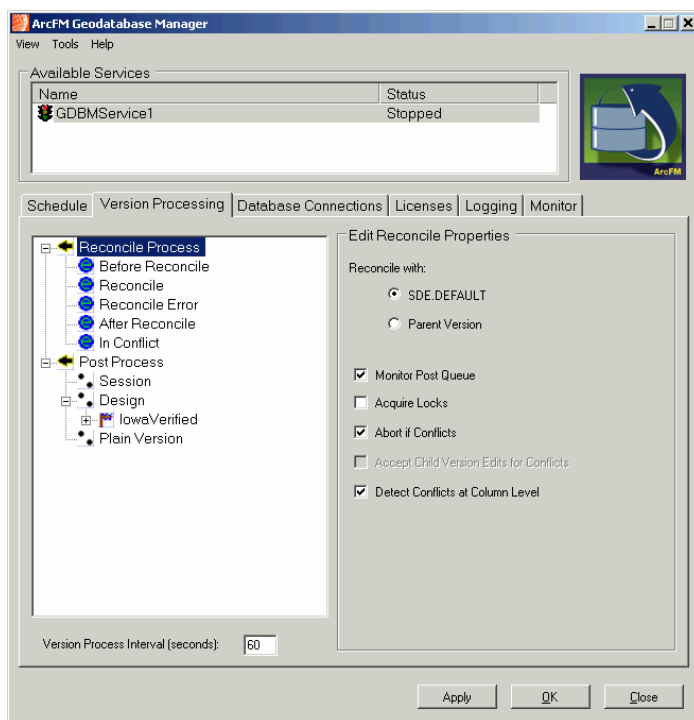 ArcFM Geodatabase Manager
View Tools Help
Available Services
Name Status
GDBMService1 Stopped
ArcFM
Schedule Version Processing Database Connections Licenses Logging Monitor
Reconcile Process
Before Reconcile
Reconcile
Reconcile Error
After Reconcile
In Conflict
Post Process
Session
Design
IowaVerified
Plain Version
Version Process Interval (seconds): 60
Edit Reconcile Properties
Reconcile with:
SDE.DEFAULT
Parent Version
Monitor Post Queue
Acquire Locks
Abort if Conflicts
Accept Child Version Edits for Conflicts
Detect Conflicts at Column Level
Apply OK Close